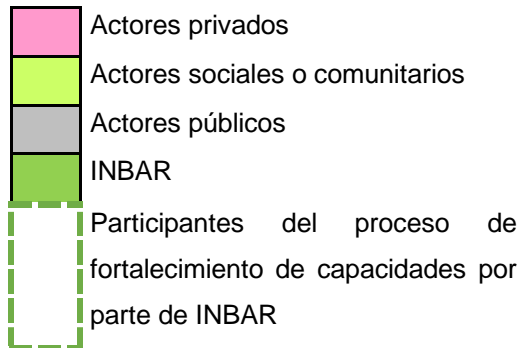 Actores privados
Actores sociales o comunitarios
Actores públicos
INBAR
Participantes del proceso de
fortalecimiento de capacidades por
parte de INBAR